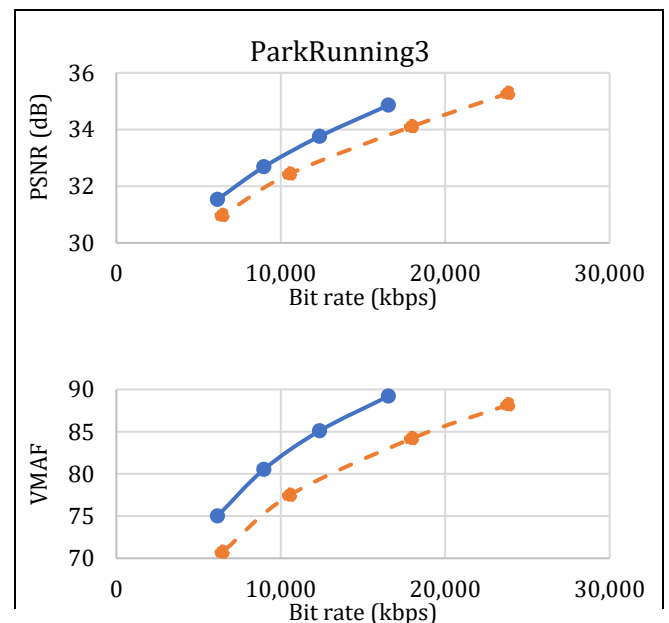 ParkRunning3
36
34
32
30
PSNR (dB)
0 10,000 20,000 30,000
Bit rate (kbps)
90
85
80
75
70
VMAF
0 10,000 20,000 30,000
Bit rate (kbps)